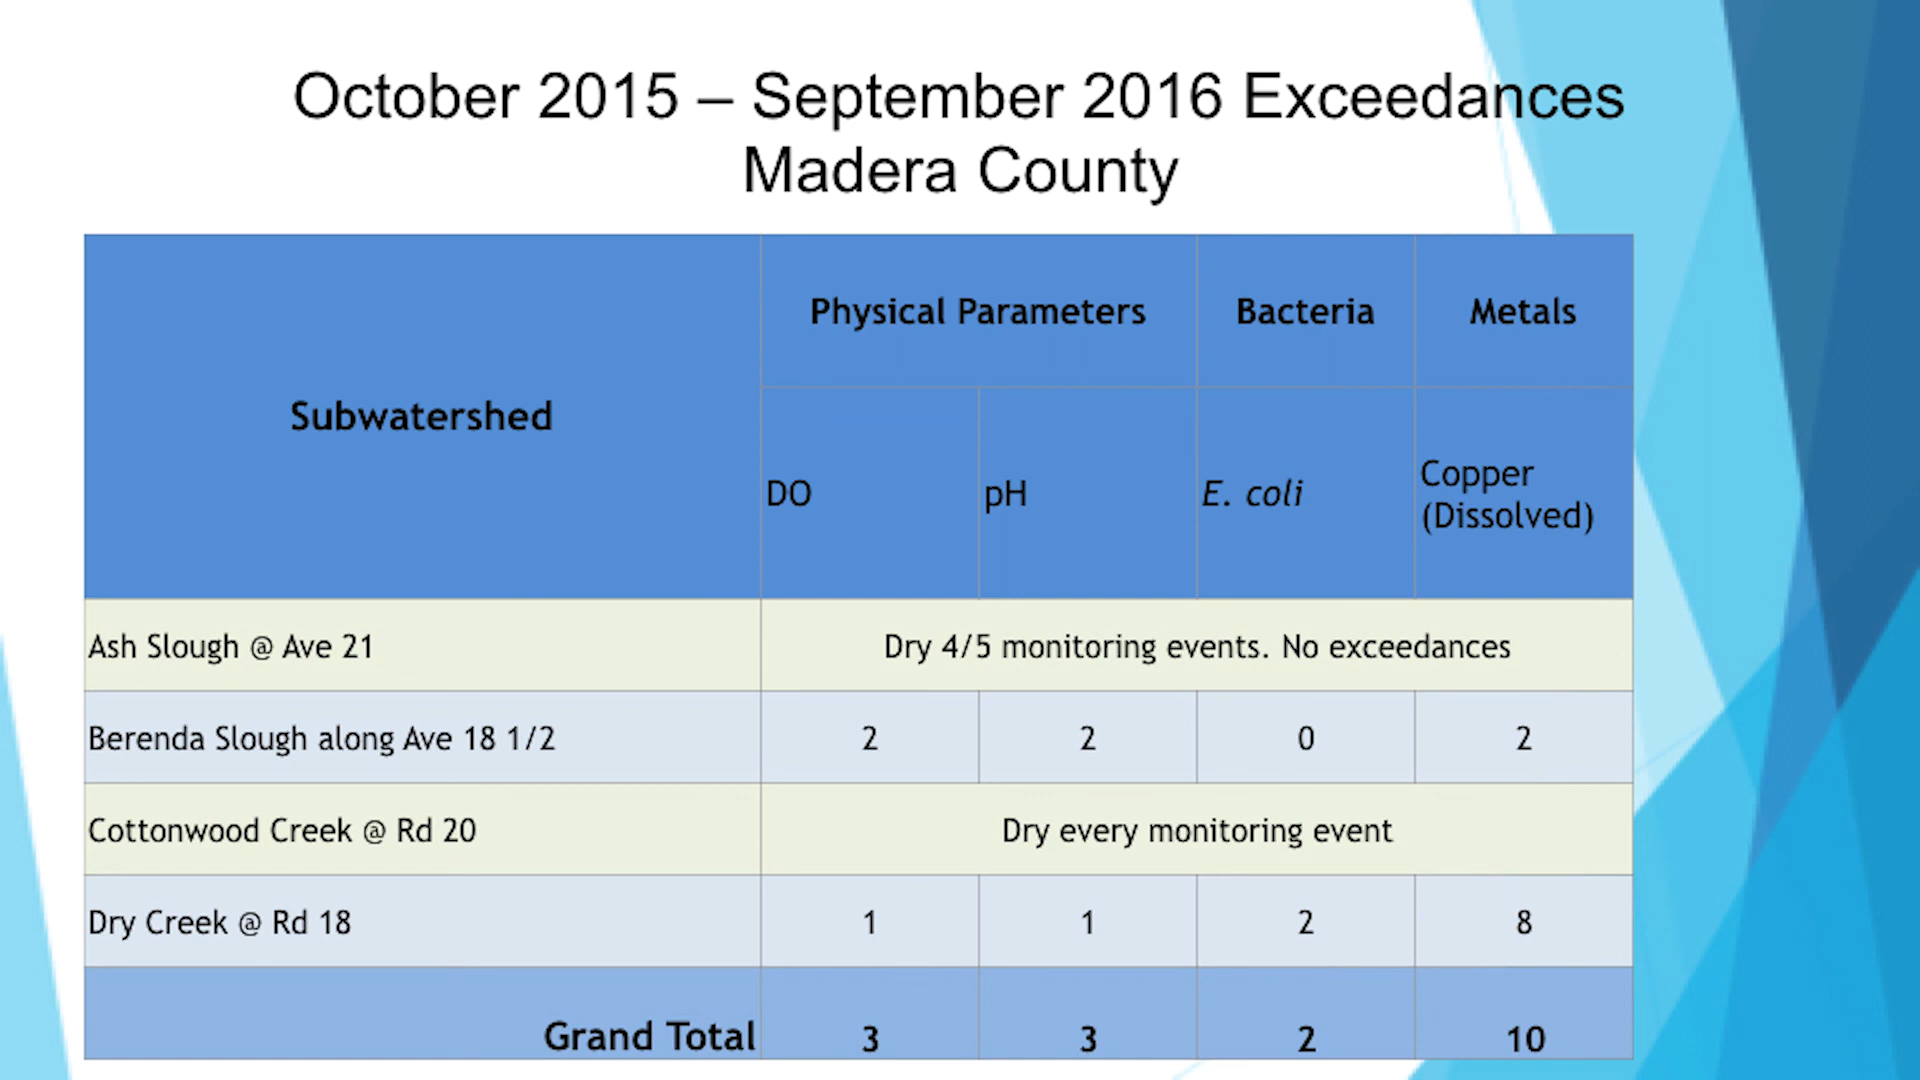 October 2015 – September 2016 Exceedances
Madera County
Subwatershed
Physical Parameters
Bacteria
Metals
DO
pH
E. coli
Copper
(Dissolved)
Ash Slough @ Ave 21
Dry 4/5 monitoring events. No exceedances
Berenda Slough along Ave 18 1/2
2
2
0
2
Cottonwood Creek @ Rd 20
Dry every monitoring event
Dry Creek @ Rd 18
1
1
2
8
Grand Total
3
3
2
10